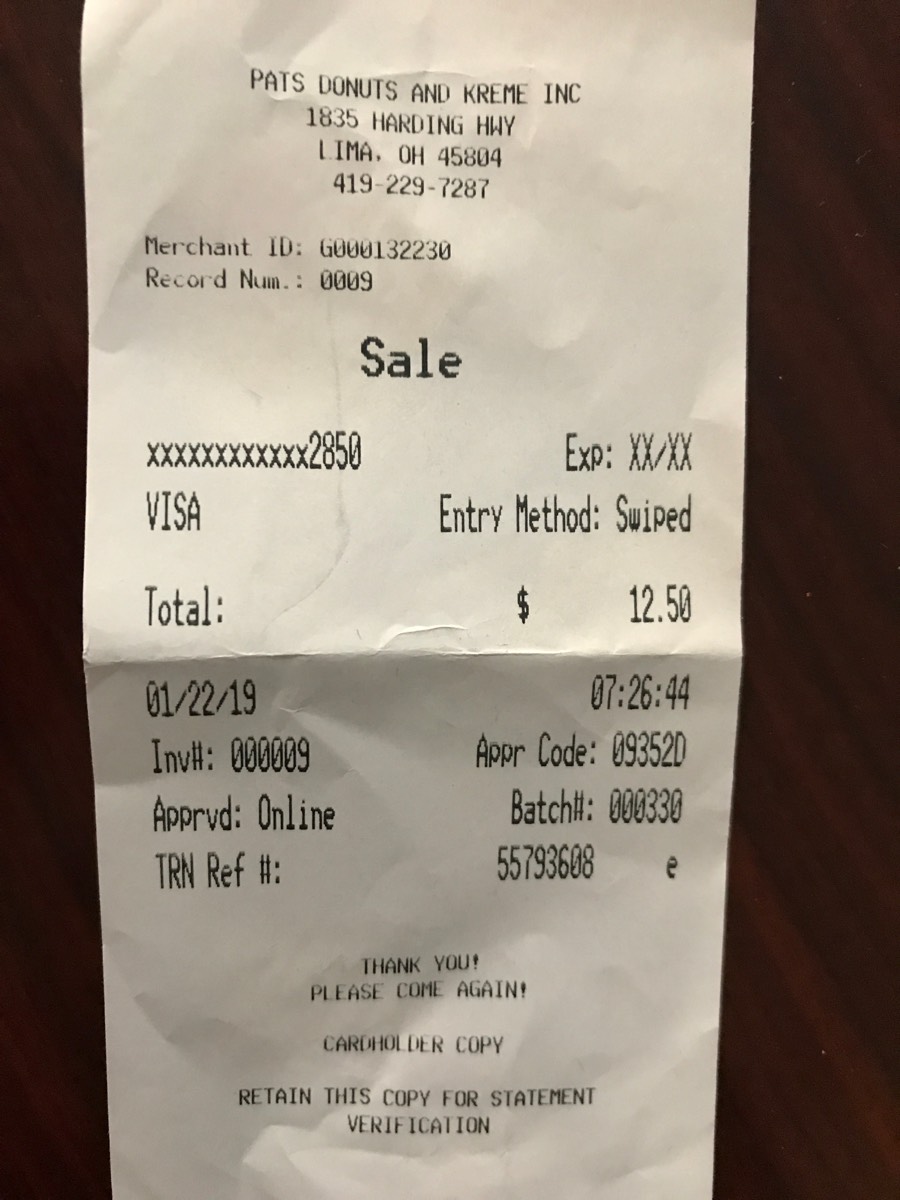 PATS DONUTS AND KREME INC
1835 HARDING HWY
LIMA, OH 45804
419-229-7287
Merchant ID: G000132230
Record Num.: 0009
Sale
xxxxxxxxxxxx2850 Exp: XX/XX
VISA Entry Method: Swiped
Total: $ 12.50
01/22/19 07:26:44
Inv#: 000009 Appr Code: 09352D
Apprvd: Online Batch#: 000330
TRN Ref #: 55793608 e
THANK YOU!
PLEASE COME AGAIN!
CARDHOLDER COPY
RETAIN THIS COPY FOR STATEMENT
VERIFICATION